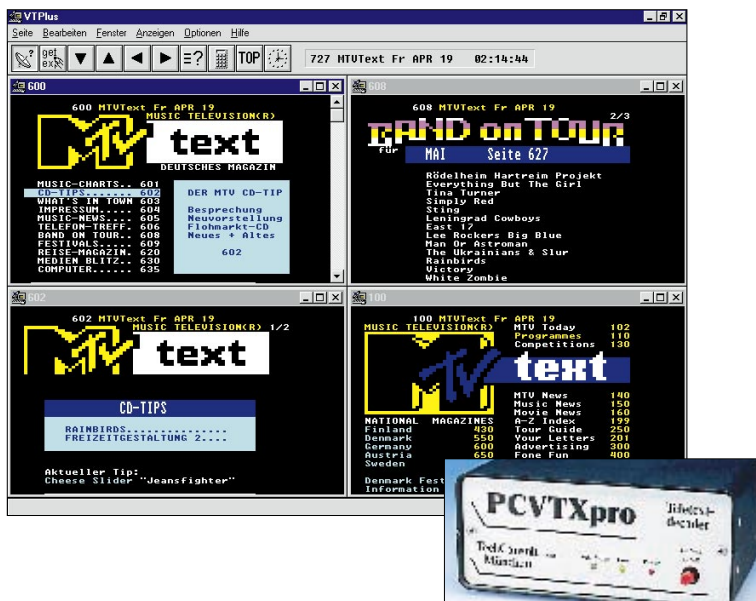 VTPlus
Seite Bearbeiten Fenster Anzeigen Optionen Hilfe
get ex
≡? TOP
727 MTVText Fr APR 19 02:14:44
600
600 MTVText Fr APR 19
MUSIC TELEVISION(R)
MTV text
DEUTSCHES MAGAZIN
MUSIC-CHARTS.. 601
CD-TIPS....... 602
WHAT'S IN TOWN 603
IMPRESSUM..... 604
MUSIC-NEWS.... 605
TELEFON-TREFF. 606
BAND ON TOUR.. 608
FESTIVALS..... 609
REISE-MAGAZIN. 620
MEDIEN BLITZ.. 630
COMPUTER...... 635
DER MTV CD-TIP
Besprechung
Neuvorstellung
Flohmarkt-CD
Neues + Altes
602
608
608 MTVText Fr APR 19
2/3
BAND on TOUR
für MAI Seite 627
Rödelheim Hartreim Projekt
Everything But The Girl
Tina Turner
Simply Red
Sting
Leningrad Cowboys
East 17
Lee Rockers Big Blue
Man Or Astroman
The Ukrainians & Slur
Rainbirds
Victory
White Zombie
602
602 MTVText Fr APR 19
MUSIC TELEVISION(R) 1/2
MTV text
CD-TIPS
RAINBIRDS...............
FREIZEITGESTALTUNG 2....
Aktueller Tip:
Cheese Slider "Jeansfighter"
100
100 MTVText Fr APR 19
MUSIC TELEVISION(R)
MTV text
MTV Today 102
Programmes 110
Competitions 130
MTV News 140
Music News 150
Movie News 160
A-Z Index 199
Tour Guide 250
Your Letters 201
Advertising 300
Fone Fun 400
NATIONAL MAGAZINES
Finland 430
Denmark 550
Germany 600
Austria 650
Sweden
Denmark Fest
Information
PCVTXpro
Teletext-
decoder
München